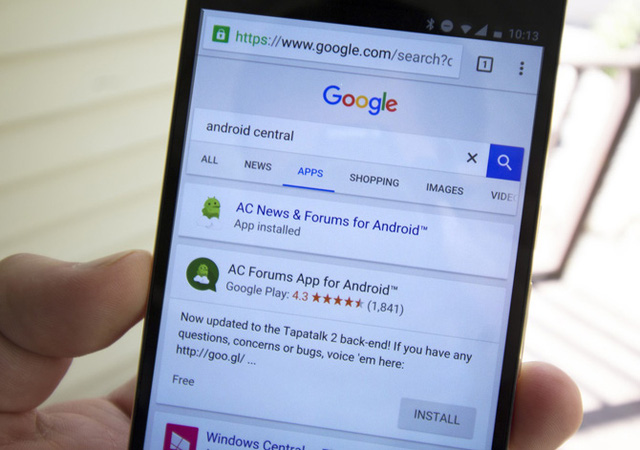 10:13
https://www.google.com/search?c
1
Google
android central
ALL NEWS APPS SHOPPING IMAGES VIDE
AC News & Forums for Android™
App installed
AC Forums App for Android™
Google Play: 4.3 ★★★★★ (1,841)
Now updated to the Tapatalk 2 back-end! If you have any
questions, concerns or bugs, voice 'em here:
http://goo.gl/ ...
Free
INSTALL
Windows Central